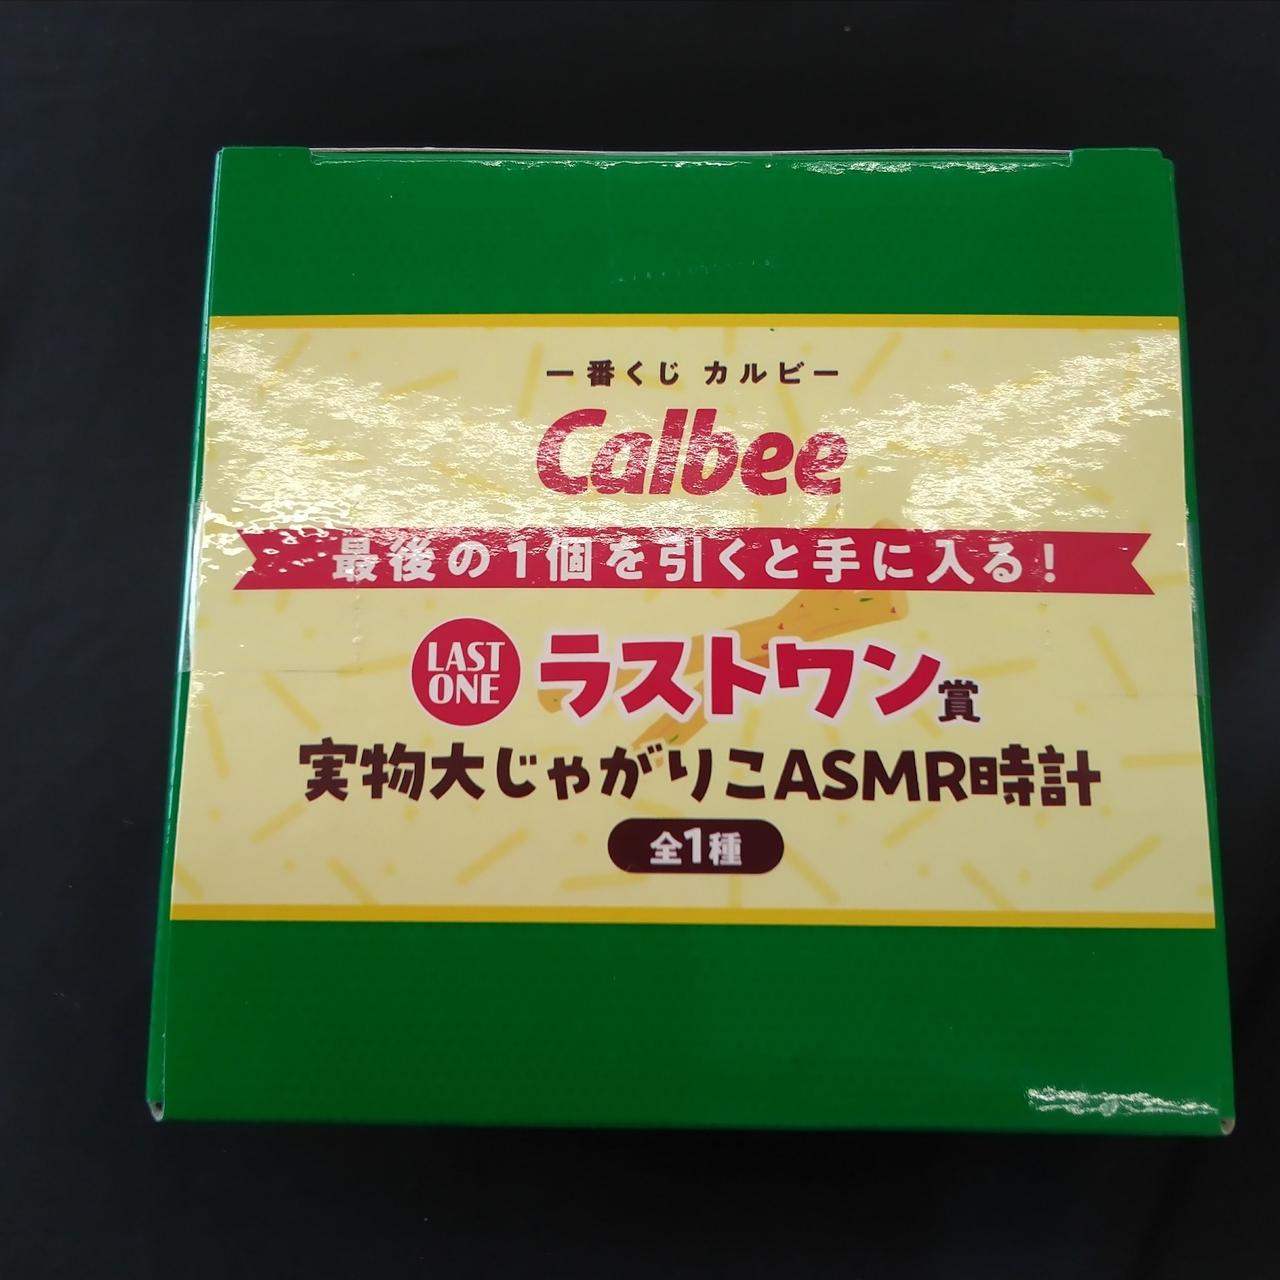 一番くじ カルビー
Calbee
最後の1個を引くと手に入る!
LAST
ONE
ラストワン賞
実物大じゃがりこASMR時計
全1種